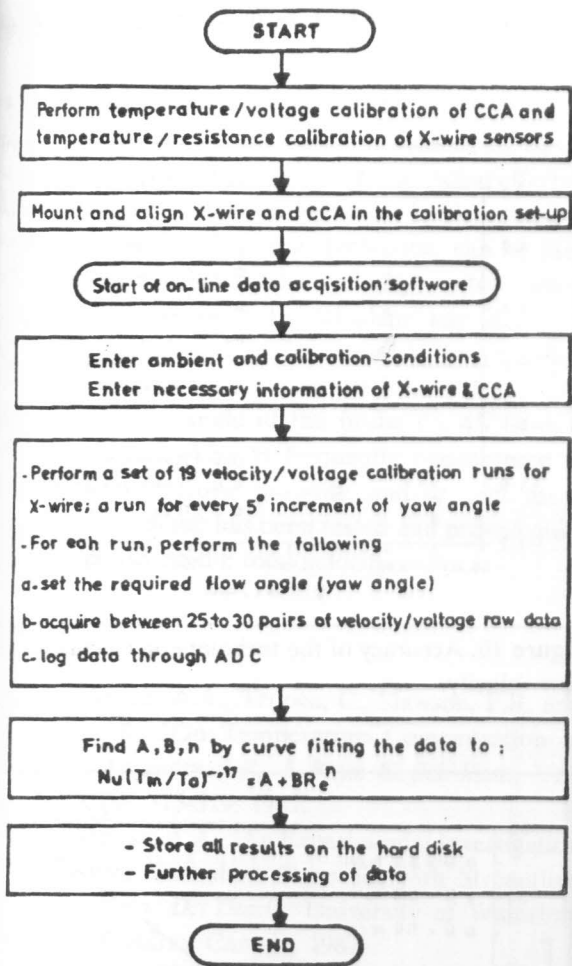 START
Perform temperature/voltage calibration of CCA and
temperature/resistance calibration of X-wire sensors
Mount and align X-wire and CCA in the calibration set-up
Start of on-line data acqisition software
Enter ambient and calibration conditions
Enter necessary intormation of X-wire & CCA
-Perform a set of 19 velocity/voltage calibration runs for
X-wire; a run for every 5° increment of yaw angle
-For eah run, perform the following
a-set the required flow angle (yaw angle)
b-acquire between 25 to 30 pairs of velocity/voltage raw data
c-log data through ADC
Find A, B, n by curve fitting the data to:
Nu(Tm/Ta)^-.17 = A + BRe^n
- Store all results on the hard disk
- Further processing of data
END